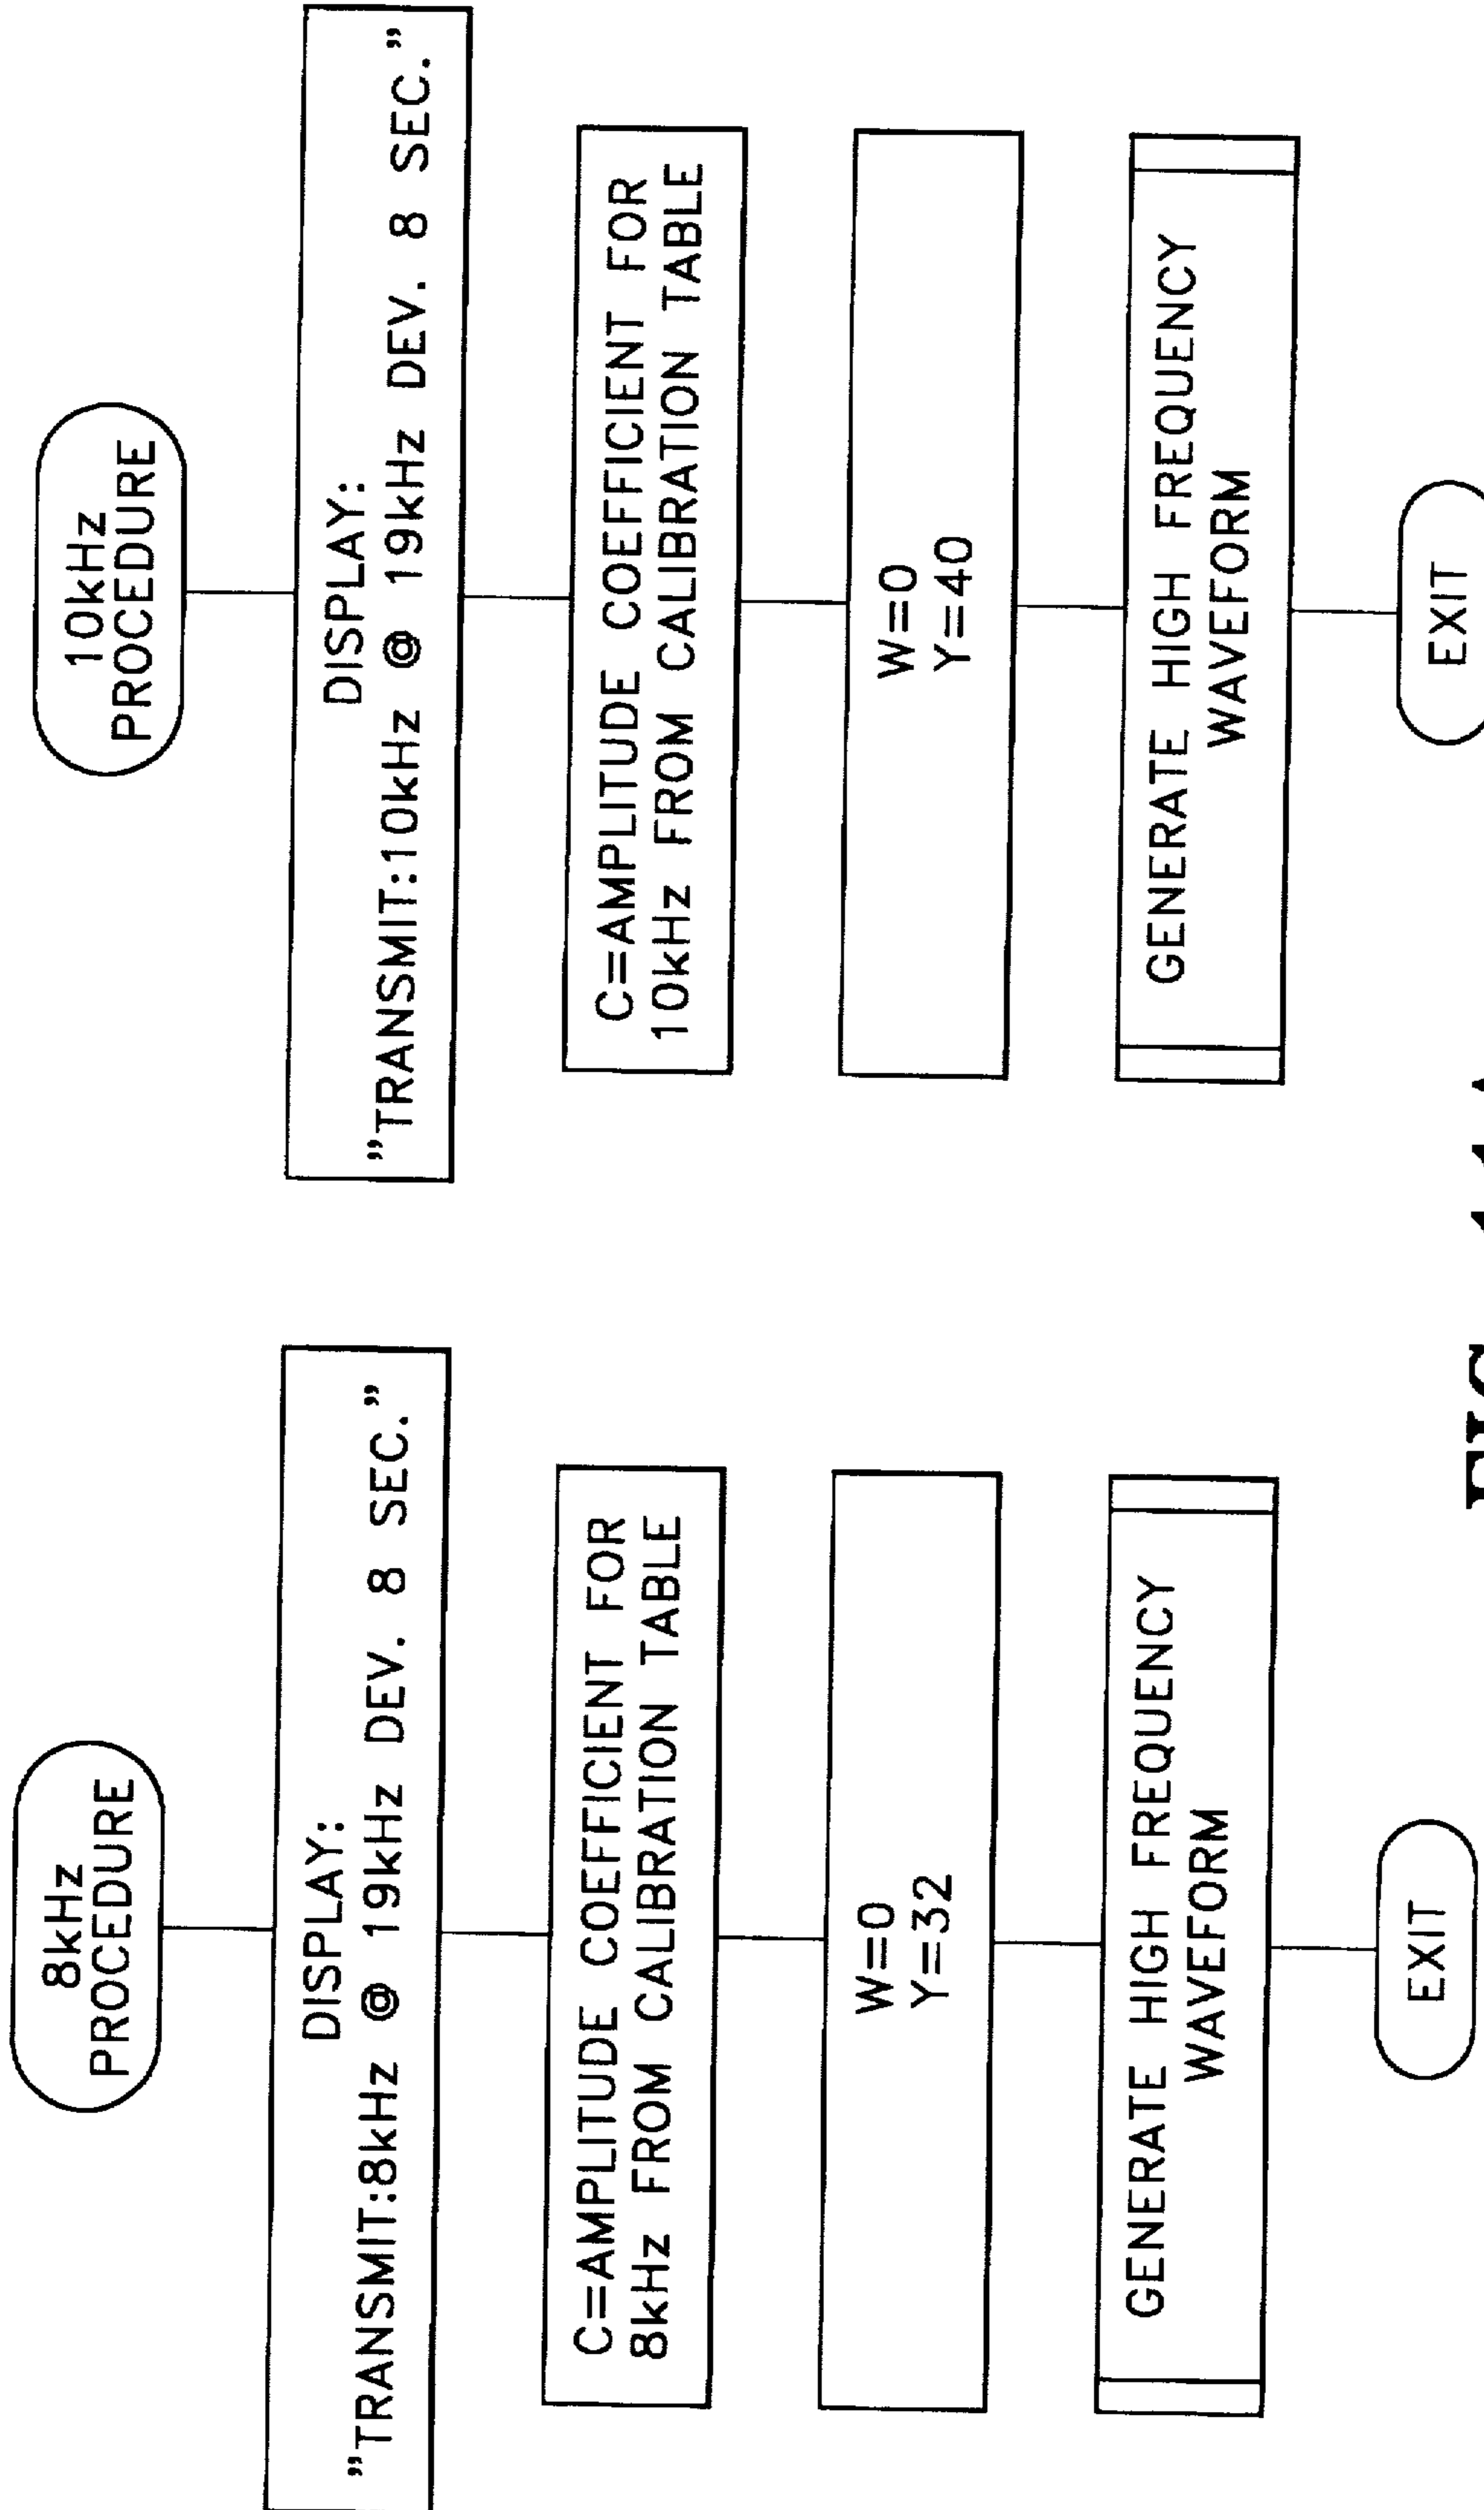 8kHz
PROCEDURE
DISPLAY:
"TRANSMIT:8kHz @ 19kHz DEV. 8 SEC."
C=AMPLITUDE COEFFICIENT FOR
8kHz FROM CALIBRATION TABLE
W=0
Y=32
GENERATE HIGH FREQUENCY
WAVEFORM
EXIT
10kHz
PROCEDURE
DISPLAY:
"TRANSMIT:10kHz @ 19kHz DEV. 8 SEC."
C=AMPLITUDE COEFFICIENT FOR
10kHz FROM CALIBRATION TABLE
W=0
Y=40
GENERATE HIGH FREQUENCY
WAVEFORM
EXIT